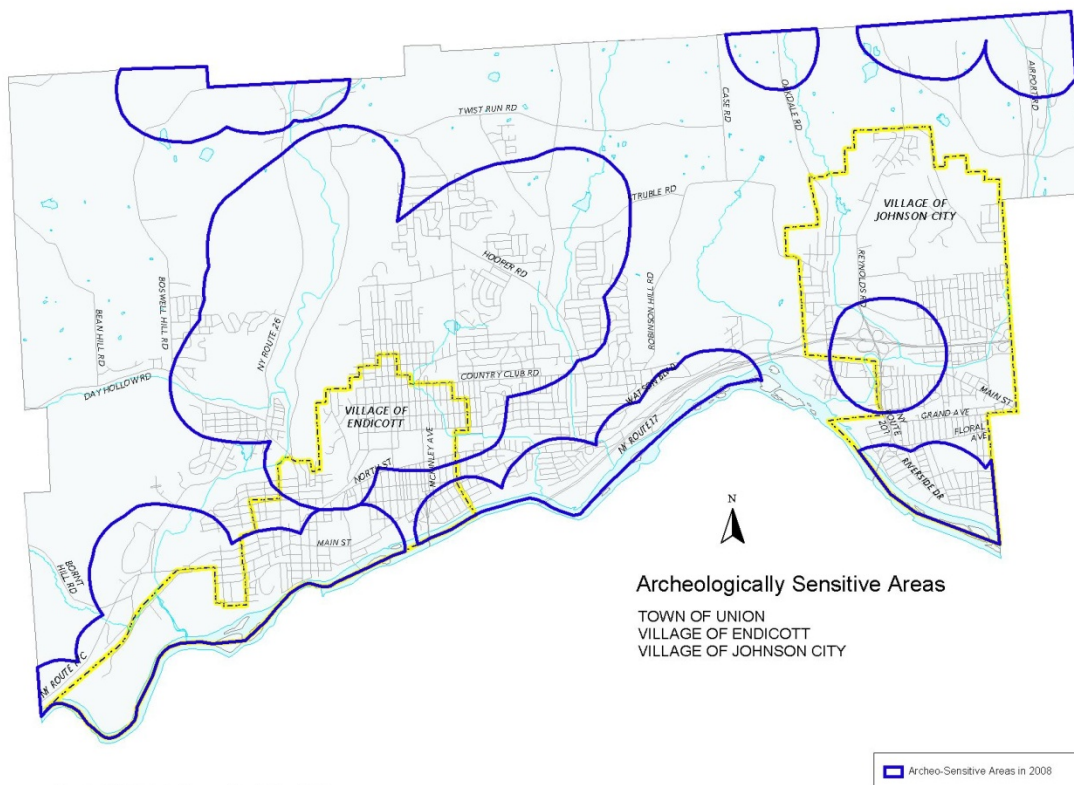 TWIST RUN RD
CASE RD
OAKDALE RD
AIRPORT RD
STRUBLE RD
VILLAGE OF
JOHNSON CITY
HOOPER RD
REYNOLDS RD
ROBINSON HILL RD
BOSWELL HILL RD
BEAN HILL RD
NY ROUTE 26
DAY HOLLOW RD
COUNTRY CLUB RD
WATSON BLVD
VILLAGE OF
ENDICOTT
MAIN ST
GRAND AVE
NY
ROUTE
201
FLORAL
AVE
NORTH ST
MCKINLEY AVE
NY ROUTE 17
RIVERSIDE DR
MAIN ST
BORNT
HILL RD
NY ROUTE 17C
N
Archeologically Sensitive Areas
TOWN OF UNION
VILLAGE OF ENDICOTT
VILLAGE OF JOHNSON CITY
Archeo-Sensitive Areas in 2008